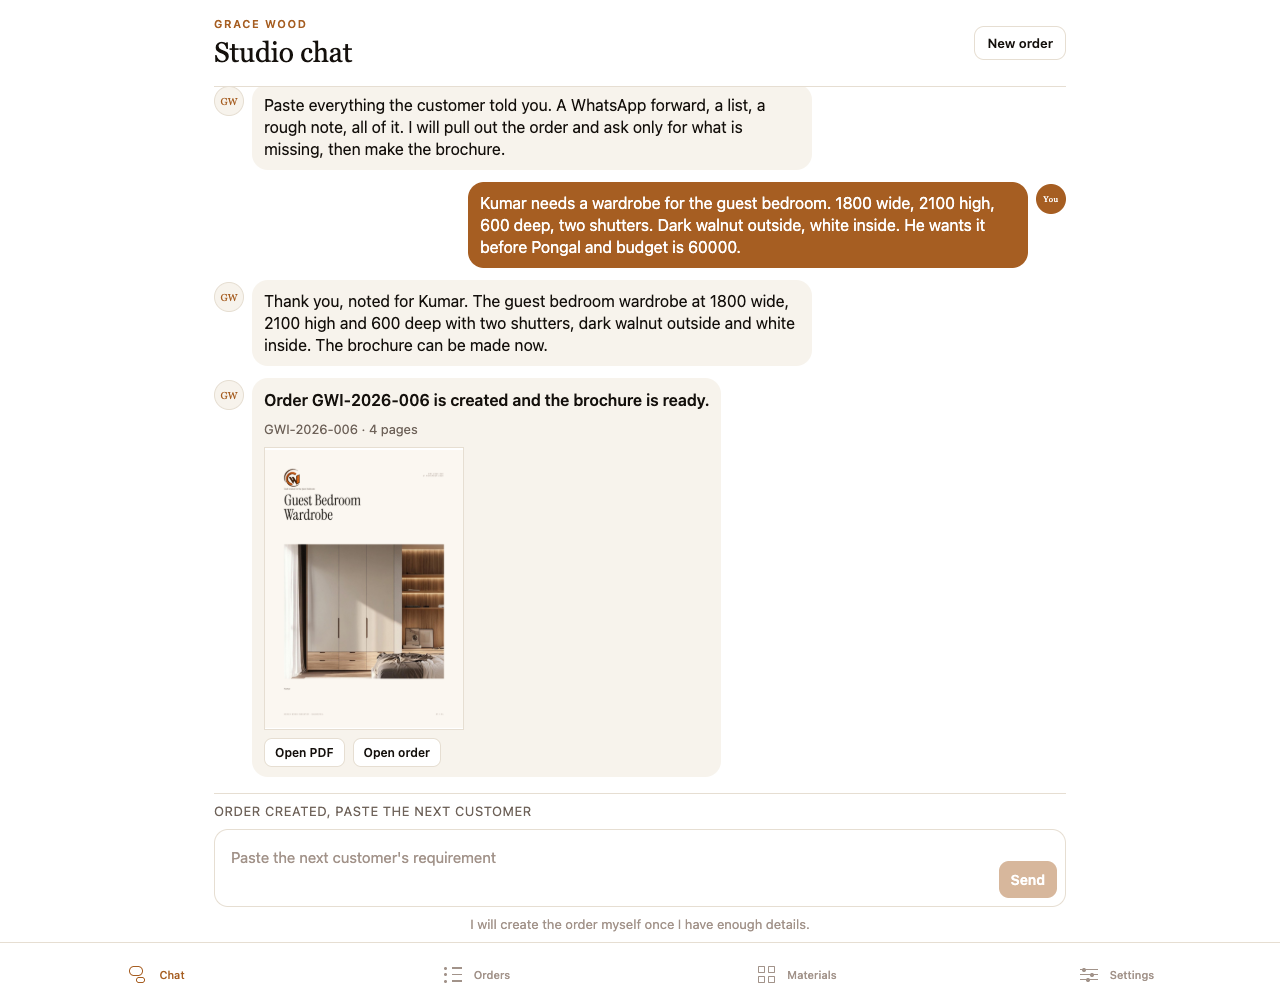 GRACE WOOD
Studio chat
New order
GW
Paste everything the customer told you. A WhatsApp forward, a list, a
rough note, all of it. I will pull out the order and ask only for what is
missing, then make the brochure.
Kumar needs a wardrobe for the guest bedroom. 1800 wide, 2100 high,
600 deep, two shutters. Dark walnut outside, white inside. He wants it
before Pongal and budget is 60000.
You
GW
Thank you, noted for Kumar. The guest bedroom wardrobe at 1800 wide,
2100 high and 600 deep with two shutters, dark walnut outside and white
inside. The brochure can be made now.
GW
Order GWI-2026-006 is created and the brochure is ready.
GWI-2026-006 · 4 pages
Guest Bedroom
Wardrobe
Open PDF
Open order
ORDER CREATED, PASTE THE NEXT CUSTOMER
Paste the next customer's requirement
Send
I will create the order myself once I have enough details.
Chat
Orders
Materials
Settings